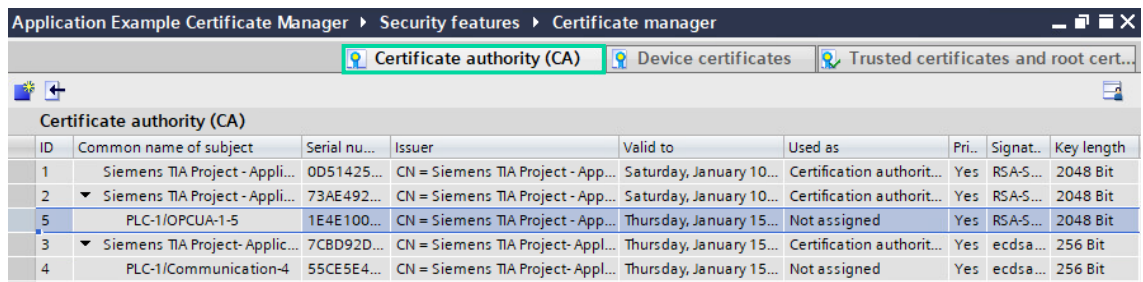 Application Example Certificate Manager ▸ Security features ▸ Certificate manager
Certificate authority (CA) Device certificates Trusted certificates and root cert...
Certificate authority (CA)
ID Common name of subject Serial nu... Issuer Valid to Used as Pri.. Signat.. Key length
1 Siemens TIA Project - Appli... 0D51425... CN = Siemens TIA Project - App... Saturday, January 10... Certification authorit... Yes RSA-S... 2048 Bit
2 Siemens TIA Project - Appli... 73AE492... CN = Siemens TIA Project - App... Saturday, January 10... Certification authorit... Yes RSA-S... 2048 Bit
5 PLC-1/OPCUA-1-5 1E4E100... CN = Siemens TIA Project - App... Thursday, January 15... Not assigned Yes RSA-S... 2048 Bit
3 Siemens TIA Project- Applic... 7CBD92D... CN = Siemens TIA Project- Appl... Thursday, January 15... Certification authorit... Yes ecdsa... 256 Bit
4 PLC-1/Communication-4 55CE5E4... CN = Siemens TIA Project- Appl... Thursday, January 15... Not assigned Yes ecdsa... 256 Bit